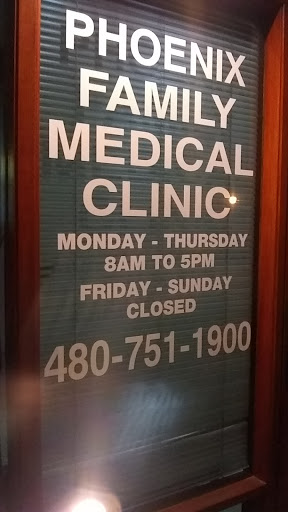 PHOENIX
FAMILY
MEDICAL
CLINIC
MONDAY - THURSDAY
8AM TO 5PM
FRIDAY - SUNDAY
CLOSED
480-751-1900